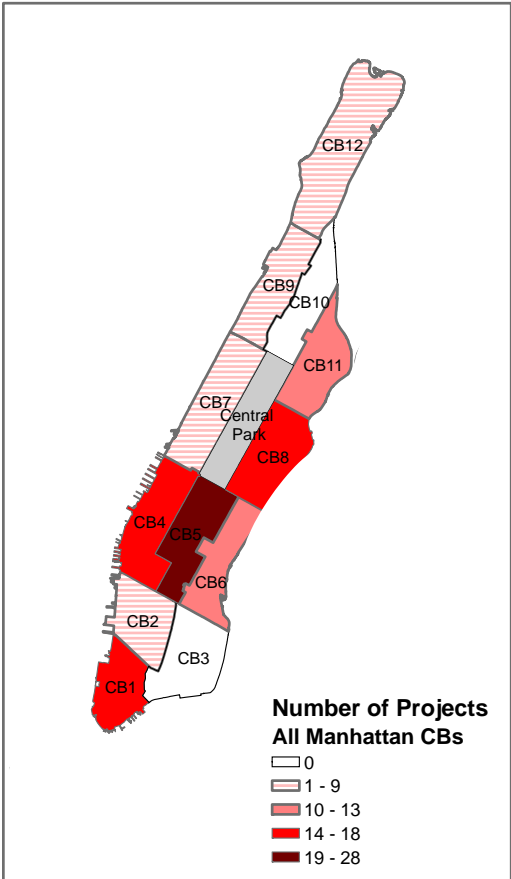 CB12
CB9
CB10
CB11
CB7
Central
Park
CB8
CB4
CB5
CB6
CB2
CB3
CB1
Number of Projects
All Manhattan CBs
0
1 - 9
10 - 13
14 - 18
19 - 28